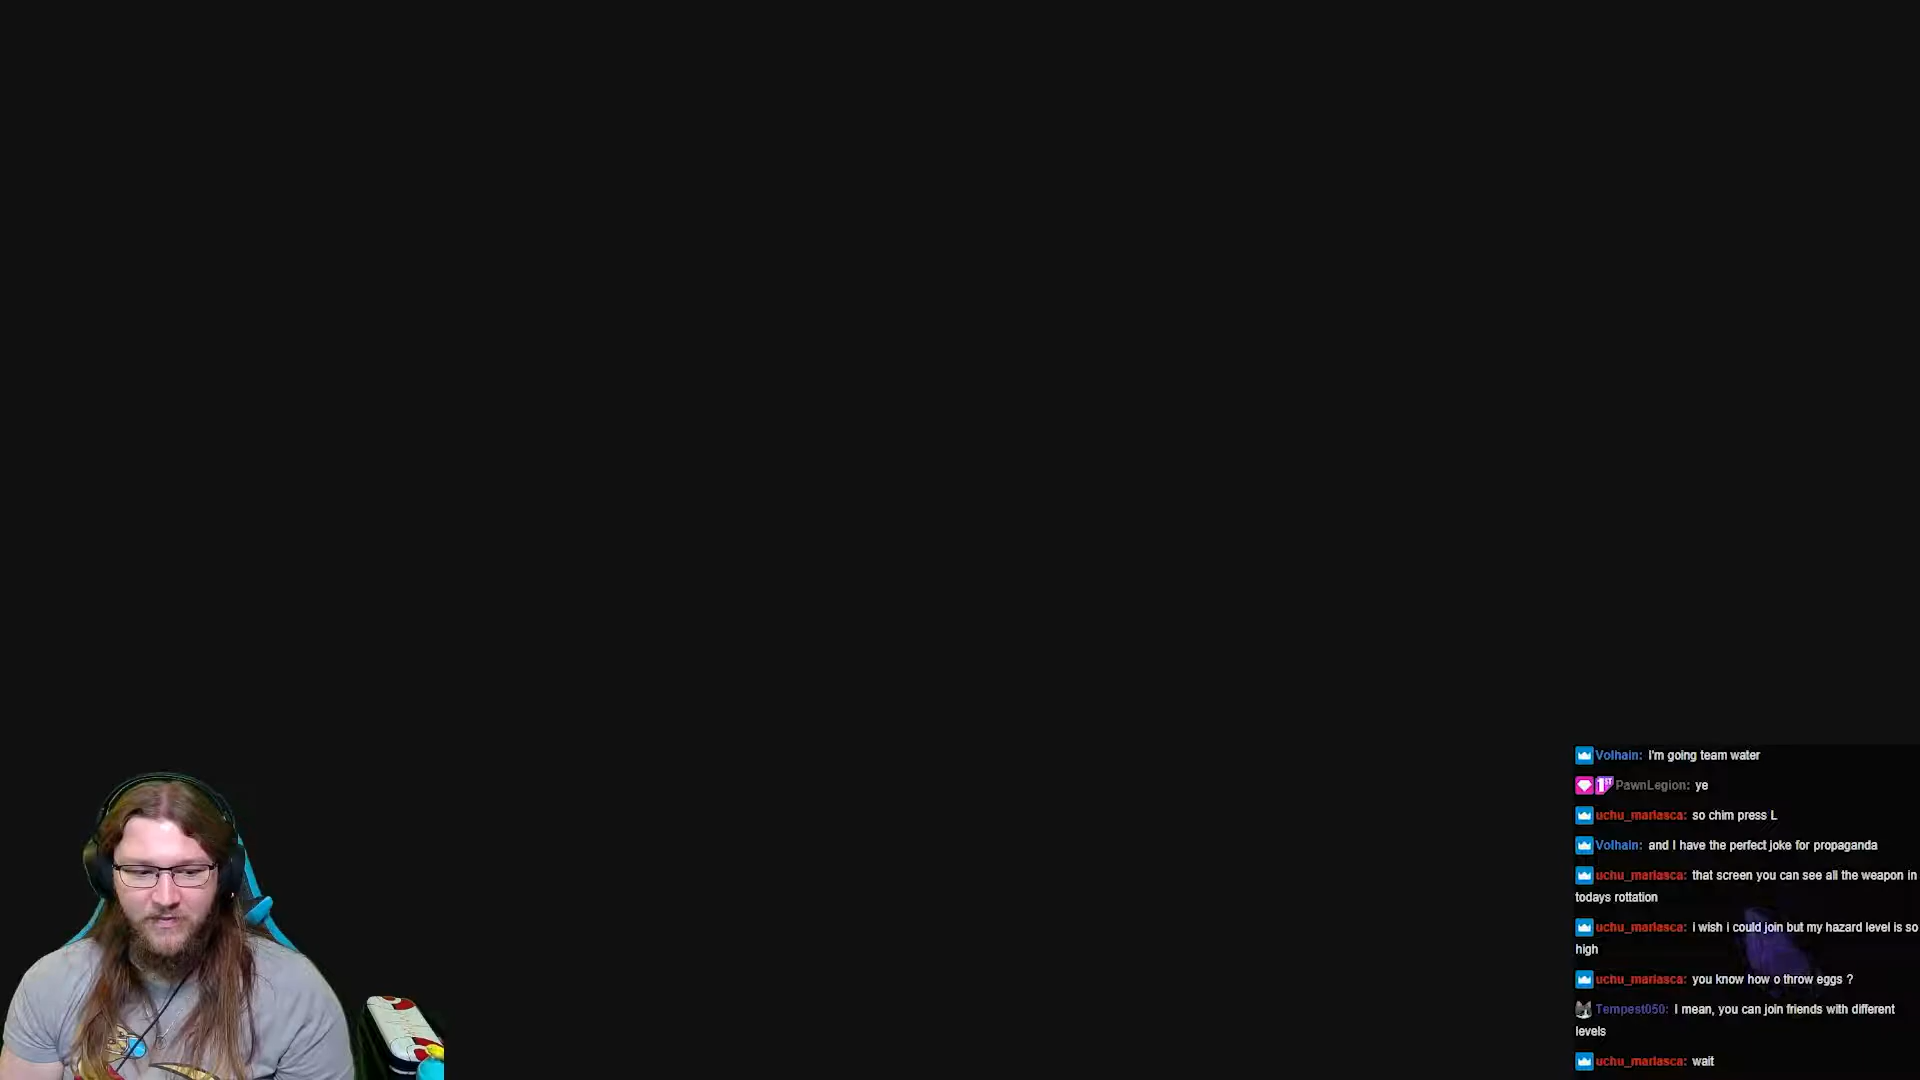 Volhain: I'm going team water
PawnLegion: ye
uchu_mariasca: so chim press L
Volhain: and I have the perfect joke for propaganda
uchu_mariasca: that screen you can see all the weapon in
todays rottation
uchu_mariasca: i wish i could join but my hazard level is so
high
uchu_mariasca: you know how o throw eggs ?
Tempest050: I mean, you can join friends with different
levels
uchu_mariasca: wait